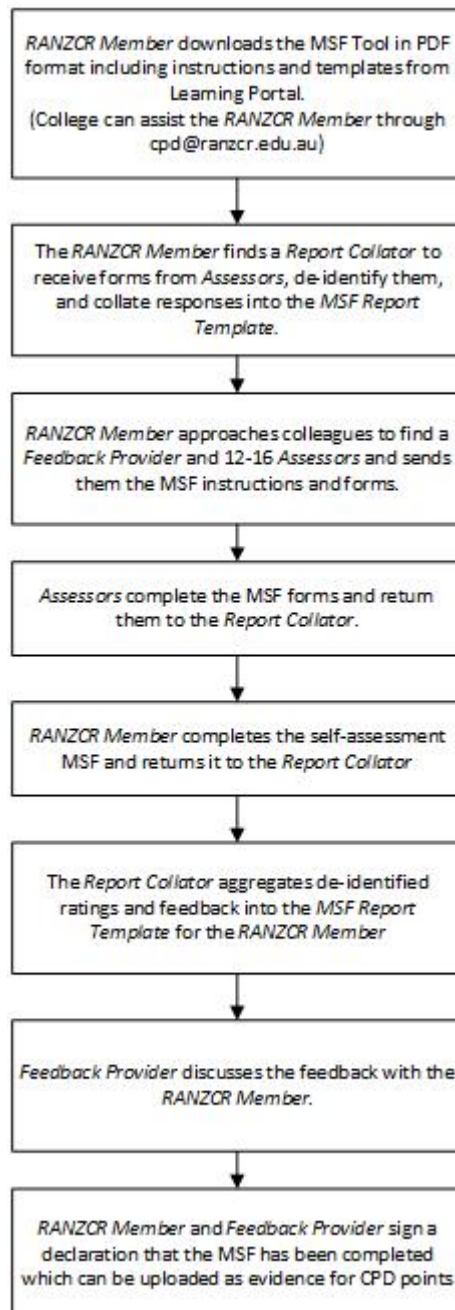 RANZCR Member downloads the MSF Tool in PDF
format including instructions and templates from
Learning Portal.
(College can assist the RANZCR Member through
cpd@ranzcr.edu.au)
The RANZCR Member finds a Report Collator to
receive forms from Assessors, de-identify them,
and collate responses into the MSF Report
Template.
RANZCR Member approaches colleagues to find a
Feedback Provider and 12-16 Assessors and sends
them the MSF instructions and forms.
Assessors complete the MSF forms and return
them to the Report Collator.
RANZCR Member completes the self-assessment
MSF and returns it to the Report Collator
The Report Collator aggregates de-identified
ratings and feedback into the MSF Report
Template for the RANZCR Member
Feedback Provider discusses the feedback with the
RANZCR Member.
RANZCR Member and Feedback Provider sign a
declaration that the MSF has been completed
which can be uploaded as evidence for CPD points